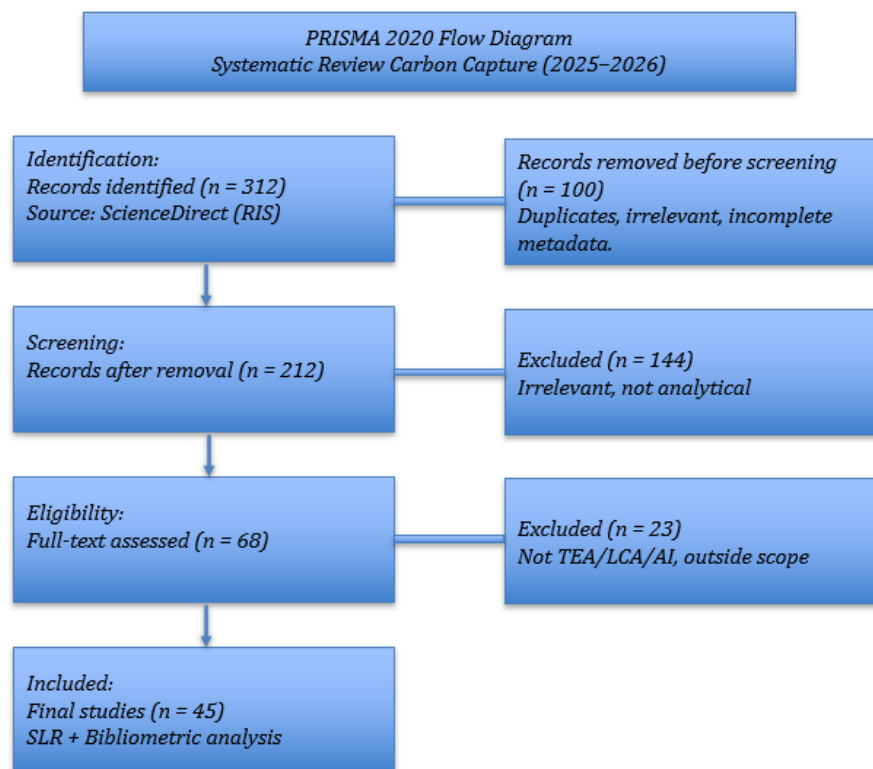 PRISMA 2020 Flow Diagram
Systematic Review Carbon Capture (2025–2026)
Identification:
Records identified (n = 312)
Source: ScienceDirect (RIS)
Records removed before screening
(n = 100)
Duplicates, irrelevant, incomplete
metadata.
Screening:
Records after removal (n = 212)
Excluded (n = 144)
Irrelevant, not analytical
Eligibility:
Full-text assessed (n = 68)
Excluded (n = 23)
Not TEA/LCA/AI, outside scope
Included:
Final studies (n = 45)
SLR + Bibliometric analysis